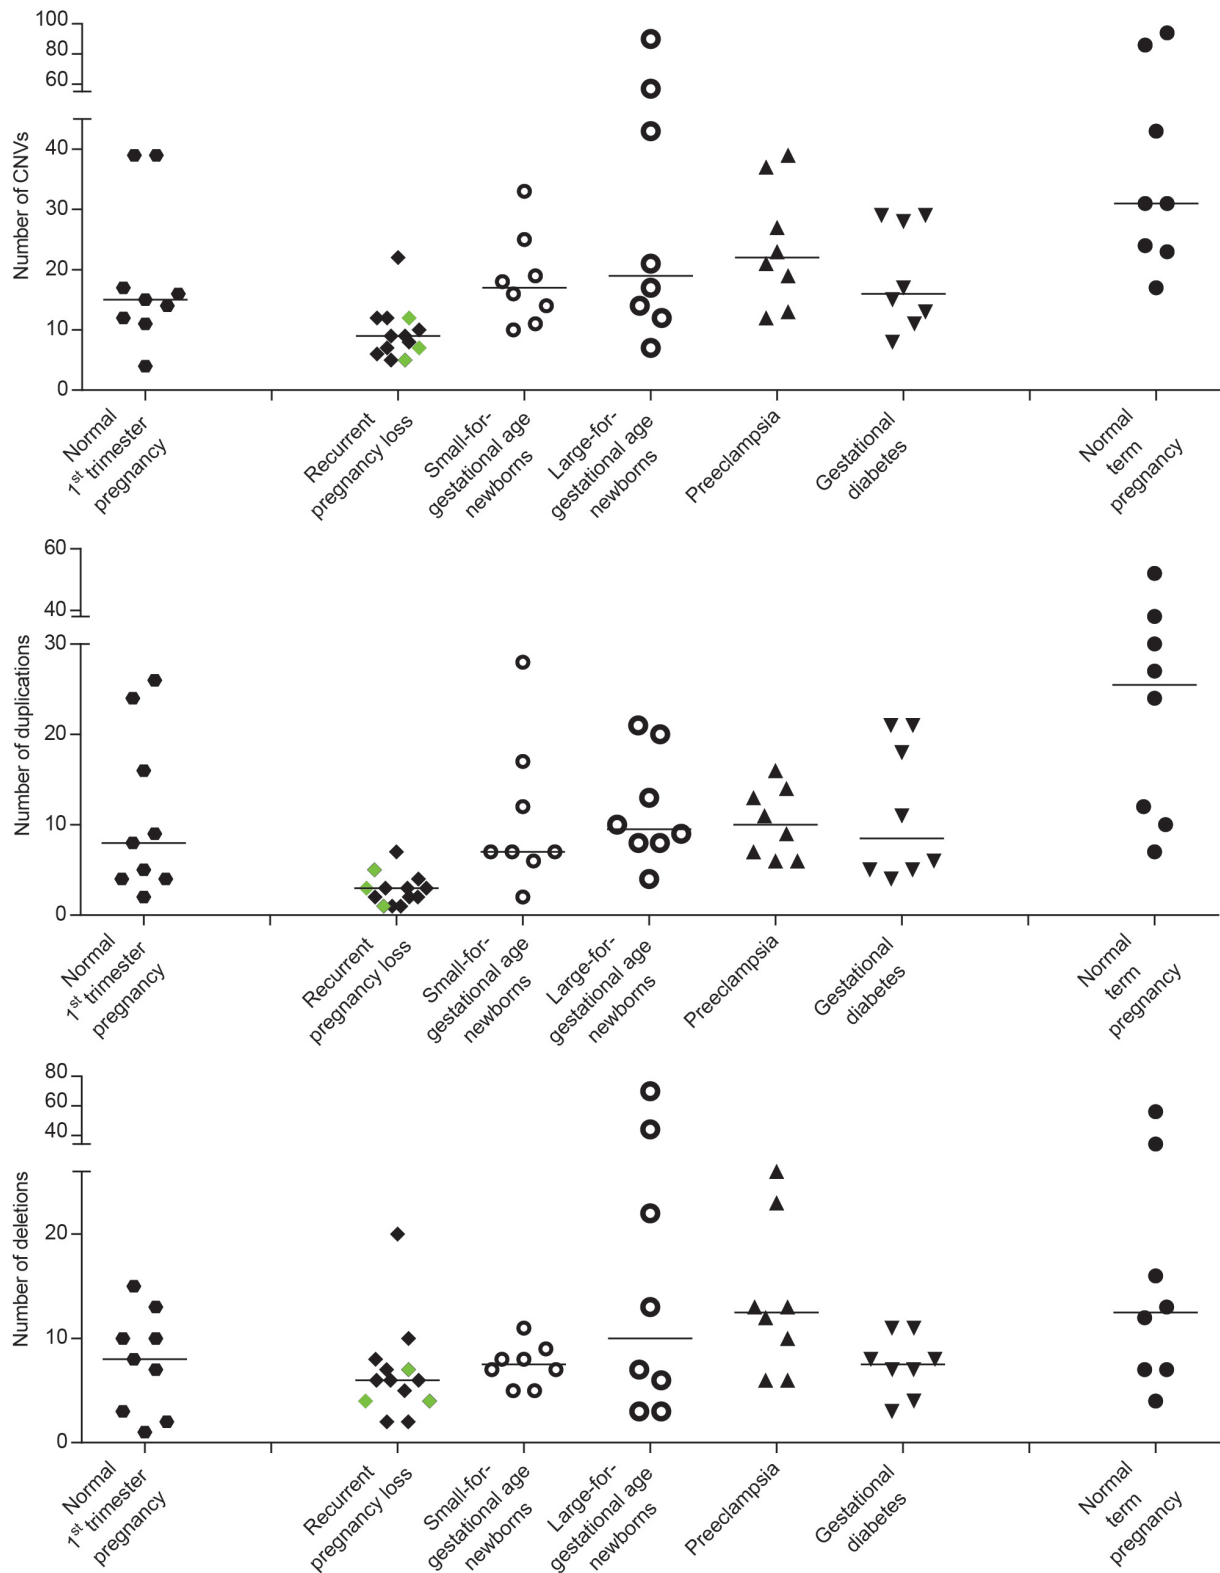 Number of CNVs
100
80
60
40
30
20
10
0
Normal
1st trimester
pregnancy
Recurrent
pregnancy loss
Small-for-
gestational age
newborns
Large-for-
gestational age
newborns
Preeclampsia
Gestational
diabetes
Normal
term
pregnancy
Number of duplications
60
40
30
20
10
0
Normal
1st trimester
pregnancy
Recurrent
pregnancy loss
Small-for-
gestational age
newborns
Large-for-
gestational age
newborns
Preeclampsia
Gestational
diabetes
Normal
term
pregnancy
Number of deletions
80
60
40
20
10
0
Normal
1st trimester
pregnancy
Recurrent
pregnancy loss
Small-for-
gestational age
newborns
Large-for-
gestational age
newborns
Preeclampsia
Gestational
diabetes
Normal
term
pregnancy